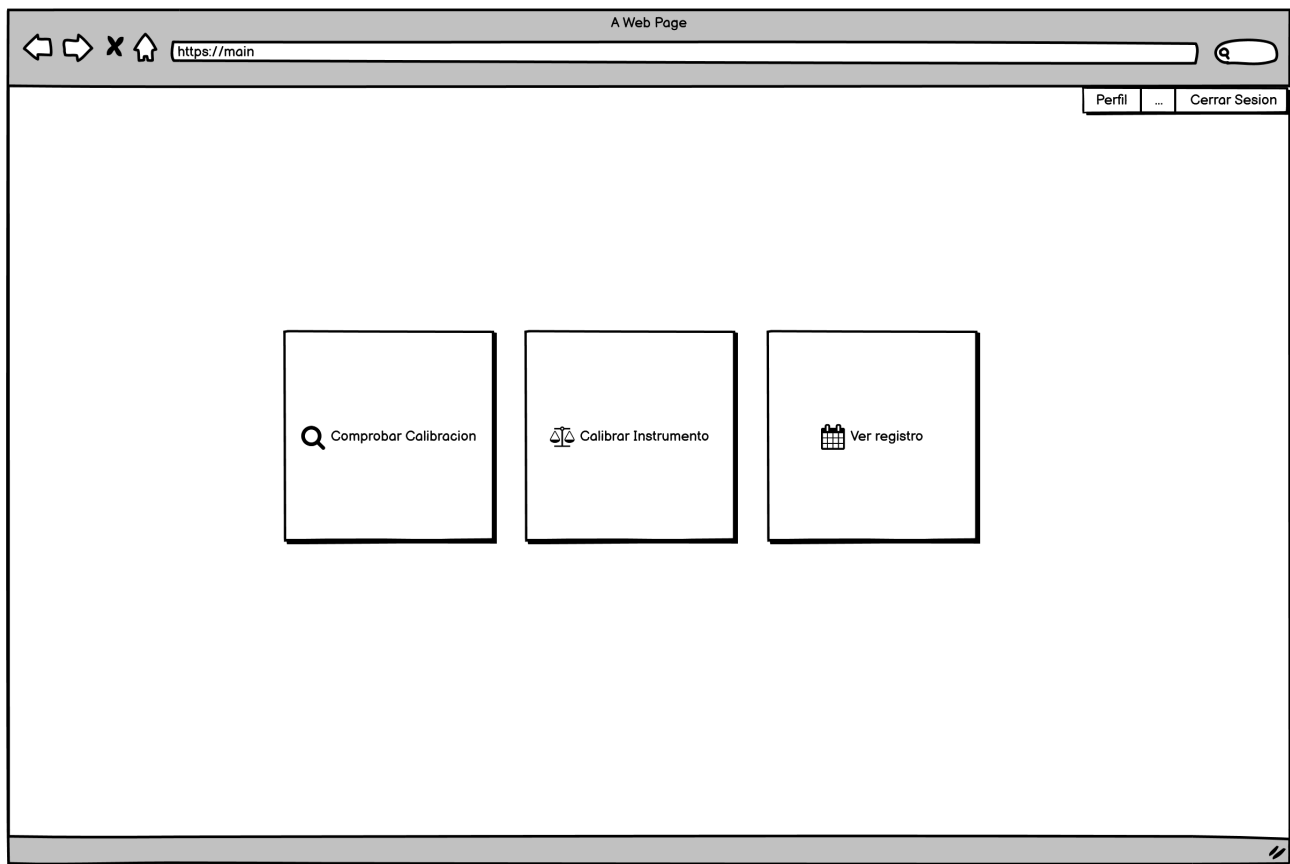 A Web Page
https://main
Perfil
...
Cerrar Sesion
Comprobar Calibracion
Calibrar Instrumento
Ver registro